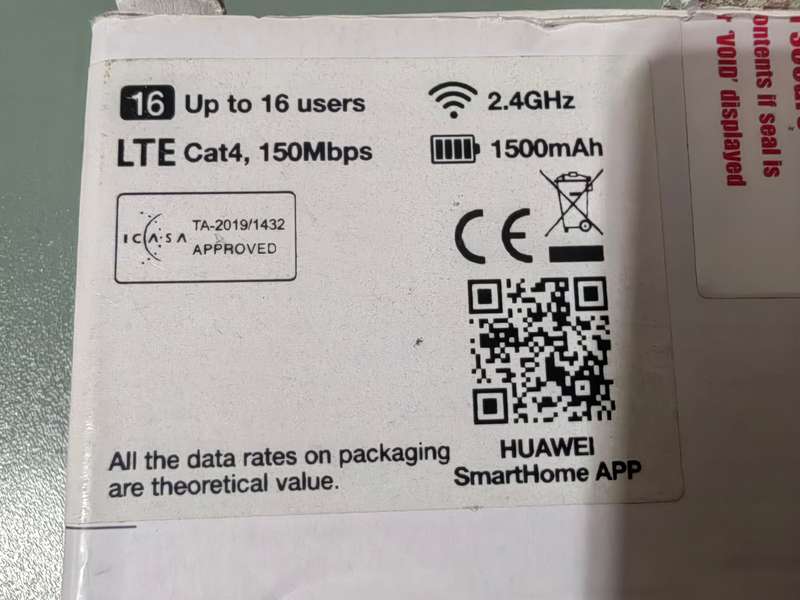 16 Up to 16 users
2.4GHz
LTE Cat4, 150Mbps
1500mAh
ICASA
TA-2019/1432
APPROVED
CE
HUAWEI
SmartHome APP
All the data rates on packaging
are theoretical value.
ontents if seal is
'VOID' displayed